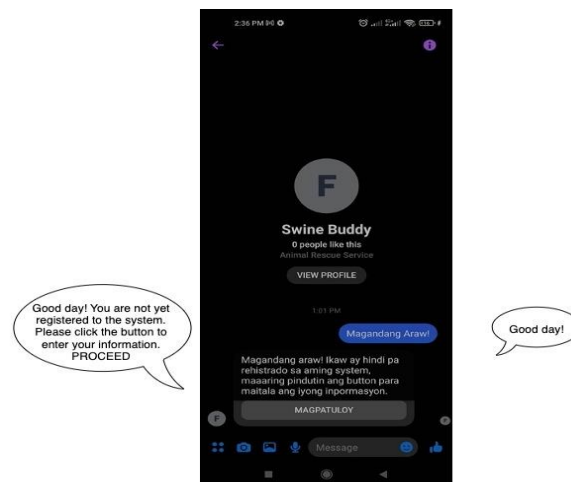 2:36 PM
F
Swine Buddy
0 people like this
Animal Rescue Service
VIEW PROFILE
1:01 PM
Magandang Araw!
Good day!
Good day! You are not yet
registered to the system.
Please click the button to
enter your information.
PROCEED
Magandang araw! Ikaw ay hindi pa
rehistrado sa aming system,
maaaring pindutin ang button para
maitala ang iyong inpormasyon.
MAGPATULOY
F
Message